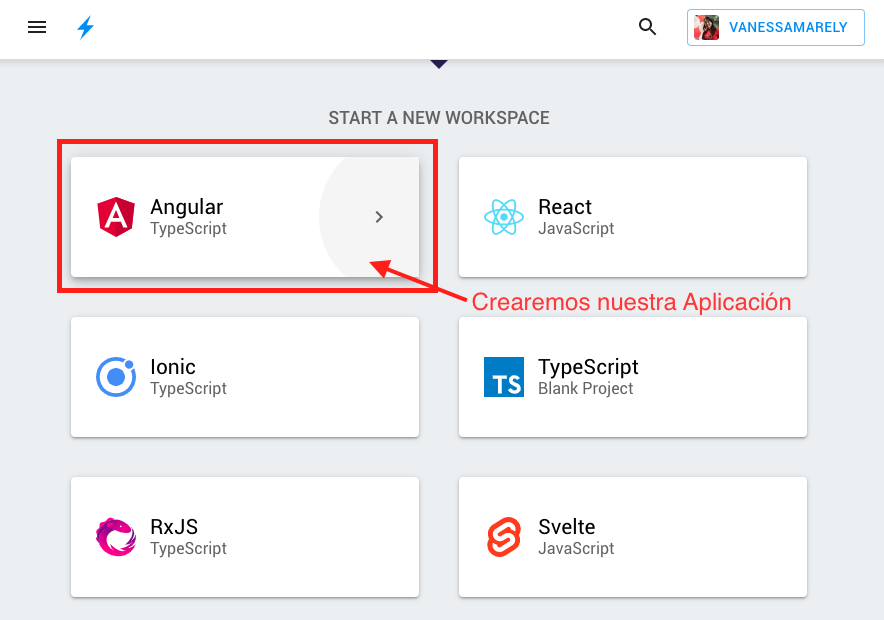 VANESSAMARELY
START A NEW WORKSPACE
Angular
TypeScript
React
JavaScript
Crearemos nuestra Aplicación
Ionic
TypeScript
TS
TypeScript
Blank Project
RxJS
TypeScript
Svelte
JavaScript